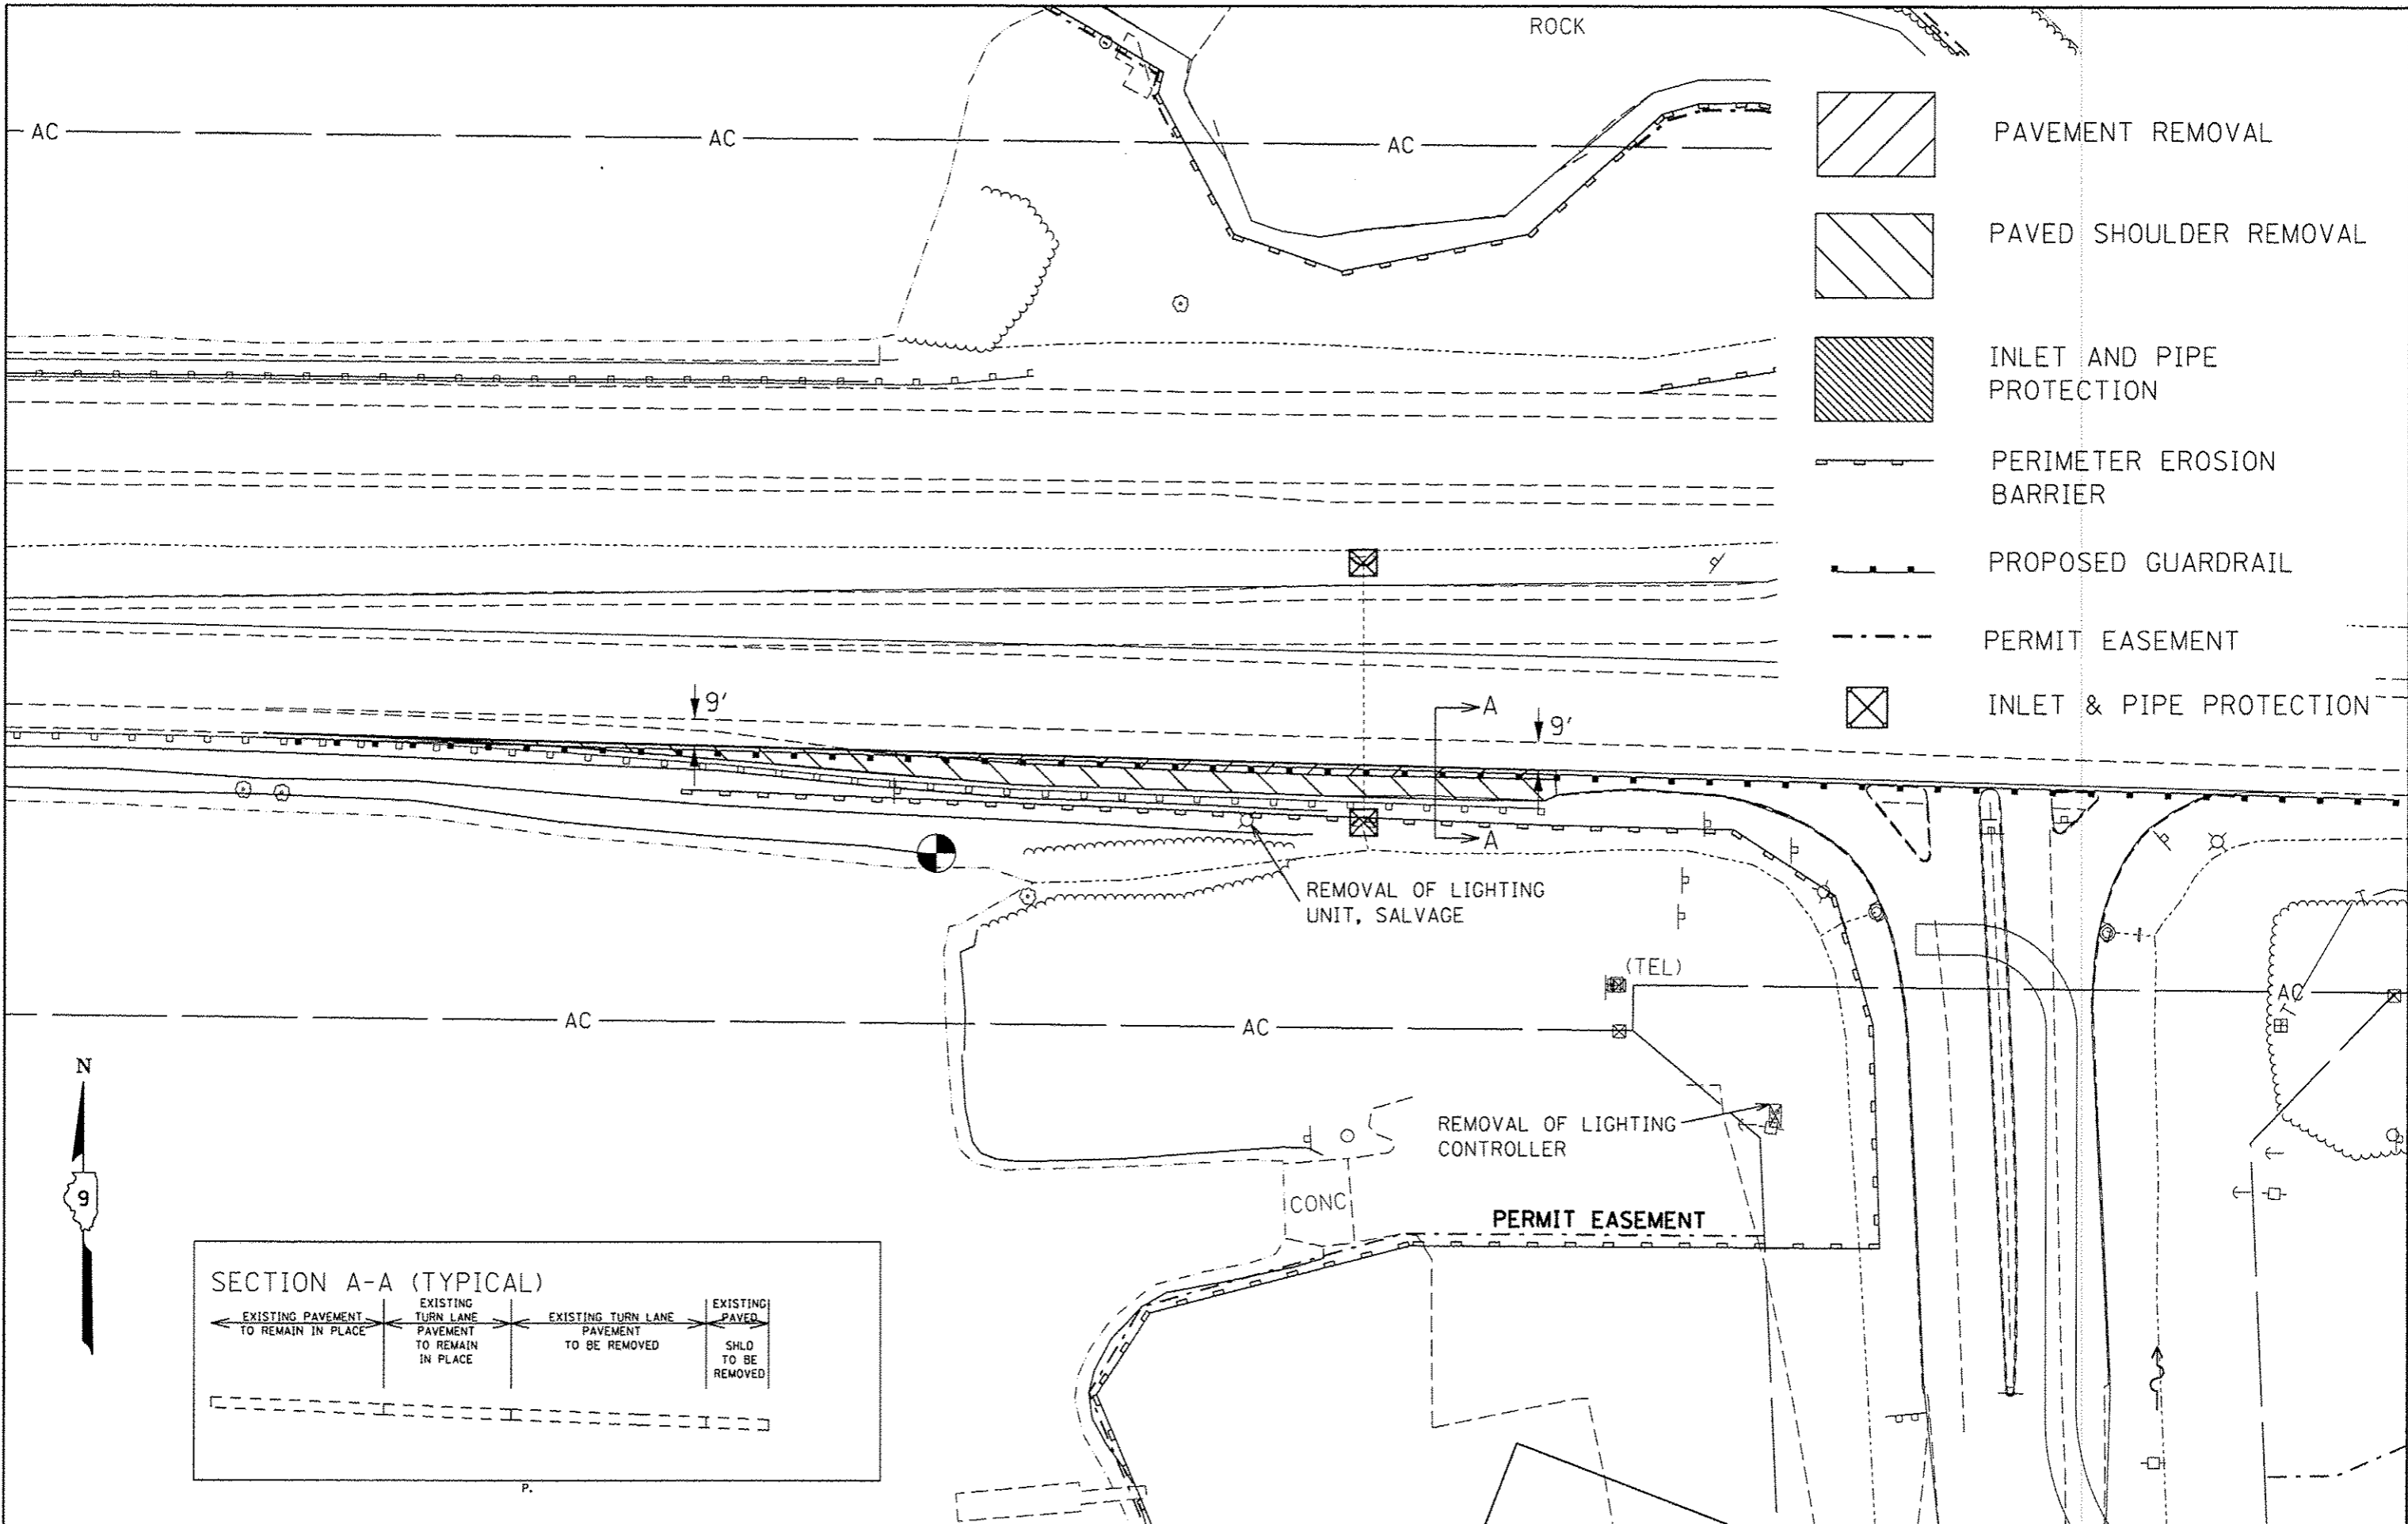 ROCK
AC
AC
AC
PAVEMENT REMOVAL
PAVED SHOULDER REMOVAL
INLET AND PIPE
PROTECTION
PERIMETER EROSION
BARRIER
PROPOSED GUARDRAIL
PERMIT EASEMENT
INLET & PIPE PROTECTION
9'
A
9'
A
REMOVAL OF LIGHTING
UNIT, SALVAGE
(TEL)
T
AC
T
AC
AC
N
9
REMOVAL OF LIGHTING
CONTROLLER
CONC
PERMIT EASEMENT
SECTION A-A (TYPICAL)
EXISTING PAVEMENT
TO REMAIN IN PLACE
EXISTING
TURN LANE
PAVEMENT
TO REMAIN
IN PLACE
EXISTING TURN LANE
PAVEMENT
TO BE REMOVED
EXISTING
PAVED
SHLD
TO BE
REMOVED
P.